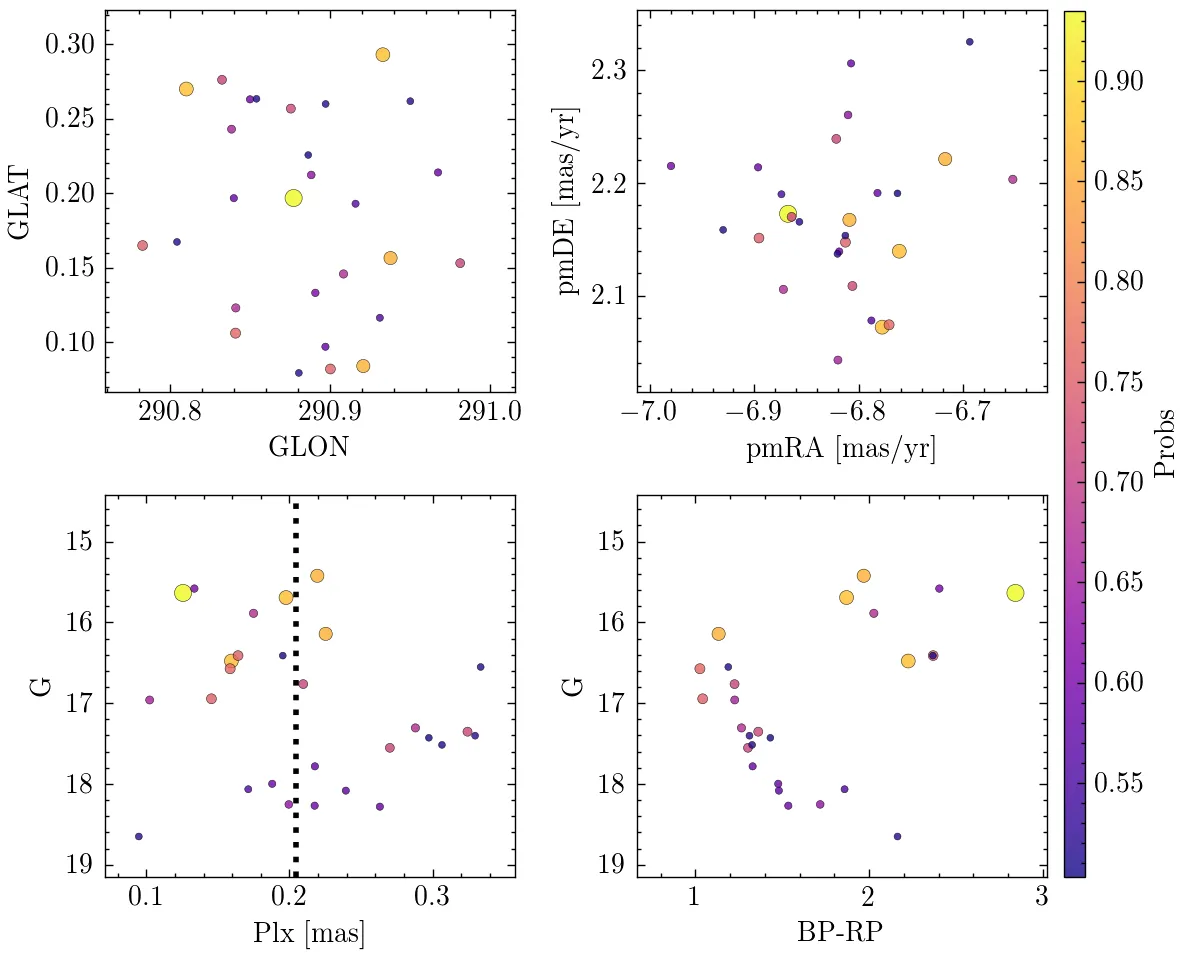 0.30
0.25
0.20
0.15
0.10
GLAT
290.8 290.9 291.0
GLON
2.3
2.2
2.1
pmDE [mas/yr]
−7.0 −6.9 −6.8 −6.7
pmRA [mas/yr]
15
16
17
18
19
G
0.1 0.2 0.3
Plx [mas]
15
16
17
18
19
G
1 2 3
BP-RP
0.90
0.85
0.80
0.75
0.70
0.65
0.60
0.55
Probs